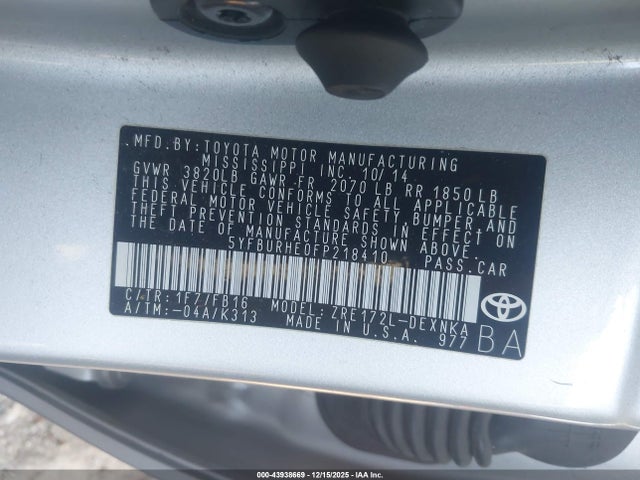 MFD. BY: TOYOTA MOTOR MANUFACTURING
MISSISSIPPI INC. 10/14
GVWR 3820LB GAWR FR 2070 LB RR 1850 LB
THIS VEHICLE CONFORMS TO ALL APPLICABLE
FEDERAL MOTOR VEHICLE SAFETY, BUMPER, AND
THEFT PREVENTION STANDARDS IN EFFECT ON
THE DATE OF MANUFACTURE SHOWN ABOVE.
5YFBURHE0FP218410 PASS.CAR
C/TR: 1F7/FB16 MODEL: ZRE172L-DEXNKA
A/TM: -04A/K313 MADE IN U.S.A. 977
BA
000-43938669 12/15/2025 IAA Inc.